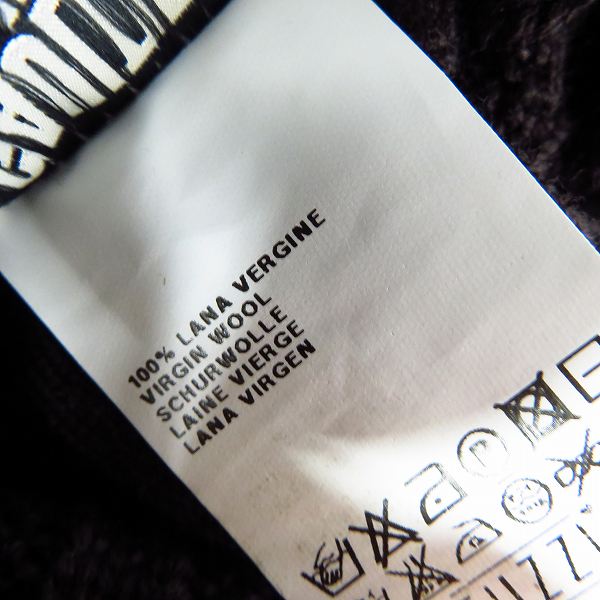 100% LANA VERGINE
VIRGIN WOOL
SCHURWOLLE
LAINE VIERGE
LANA VIRGEN
P